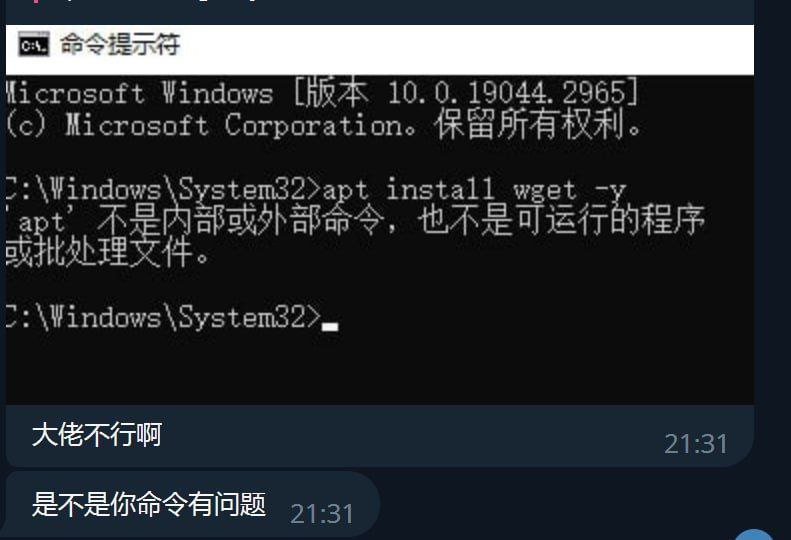 命令提示符
Microsoft Windows [版本 10.0.19044.2965]
(c) Microsoft Corporation。保留所有权利。
C:\Windows\System32>apt install wget -y
'apt' 不是内部或外部命令，也不是可运行的程序
或批处理文件。
C:\Windows\System32>
大佬不行啊
21:31
是不是你命令有问题
21:31